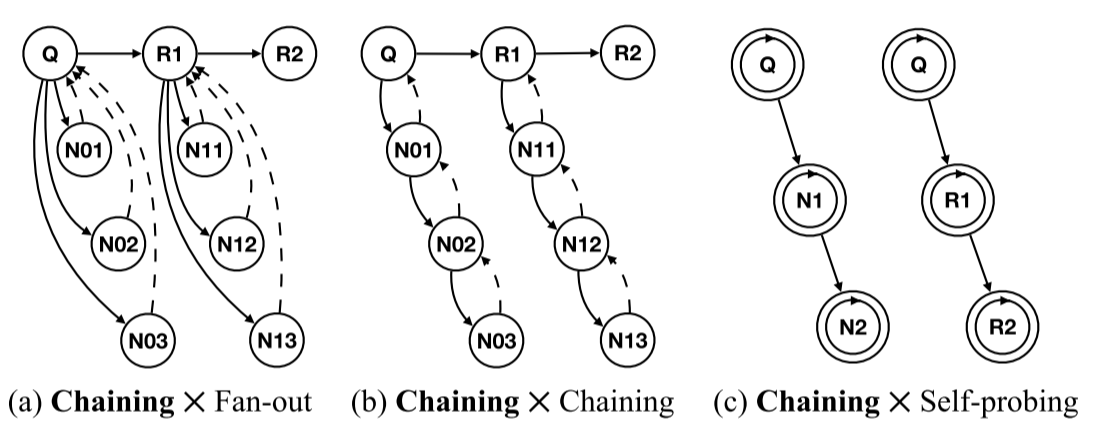 Q R1 R2
N01 N11
N02 N12
N03 N13
(a) Chaining × Fan-out
Q R1 R2
N01 N11
N02 N12
N03 N13
(b) Chaining × Chaining
Q Q
N1 R1
N2 R2
(c) Chaining × Self-probing